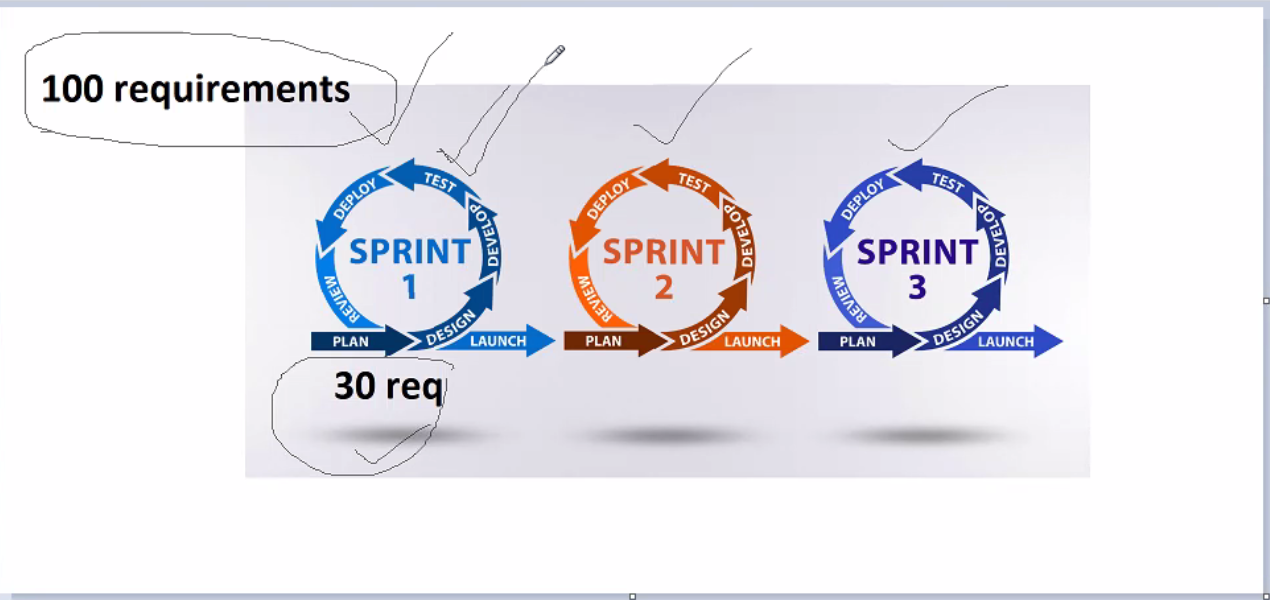 100 requirements
SPRINT
1
PLAN
DESIGN
DEVELOP
TEST
DEPLOY
REVIEW
LAUNCH
SPRINT
2
PLAN
DESIGN
DEVELOP
TEST
DEPLOY
REVIEW
LAUNCH
SPRINT
3
PLAN
DESIGN
DEVELOP
TEST
DEPLOY
REVIEW
LAUNCH
30 req